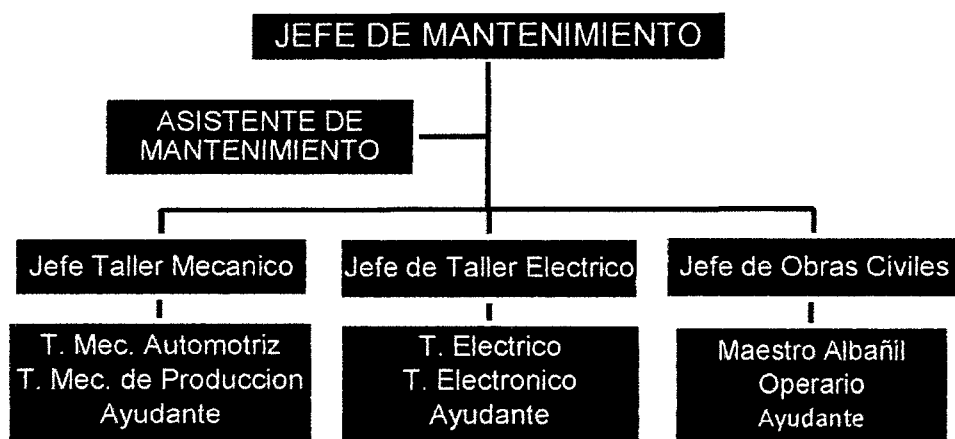 JEFE DE MANTENIMIENTO
ASISTENTE DE
MANTENIMIENTO
Jefe Taller Mecanico
Jefe de Taller Electrico
Jefe de Obras Civiles
T. Mec. Automotriz
T. Mec. de Produccion
Ayudante
T. Electrico
T. Electronico
Ayudante
Maestro Albañil
Operario
Ayudante